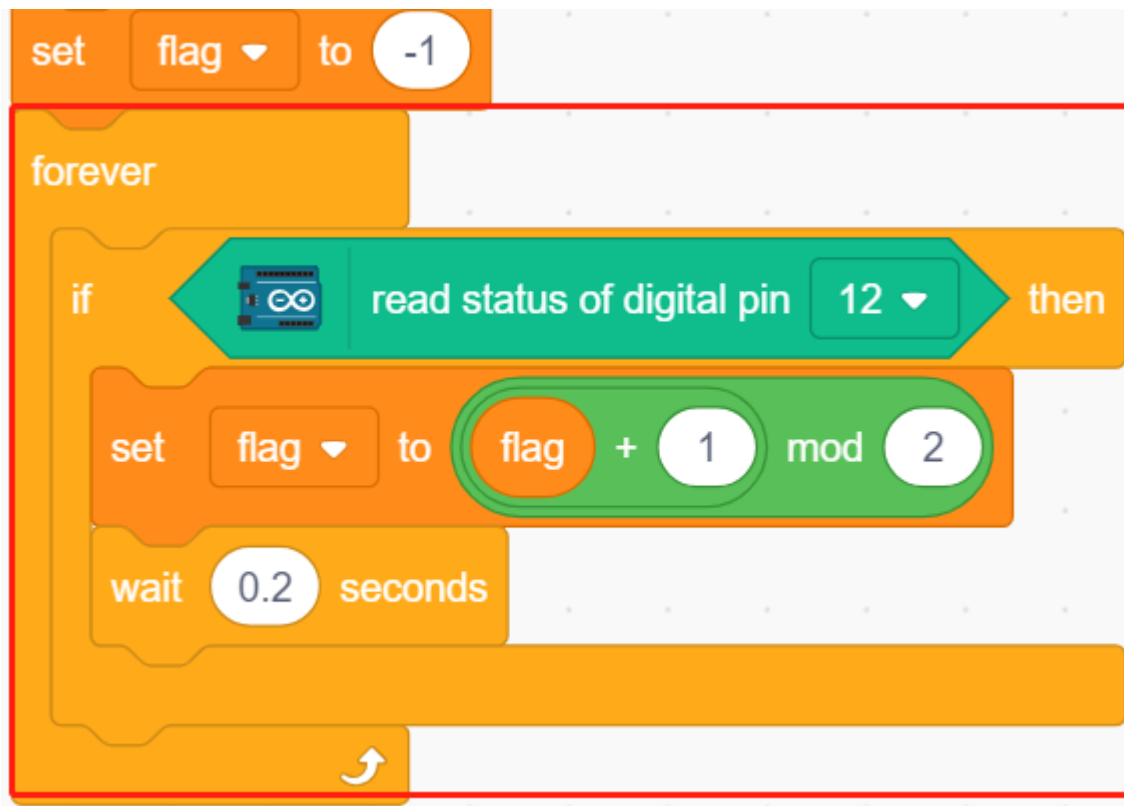 set flag to -1
forever
if read status of digital pin 12 then
set flag to flag + 1 mod 2
wait 0.2 seconds